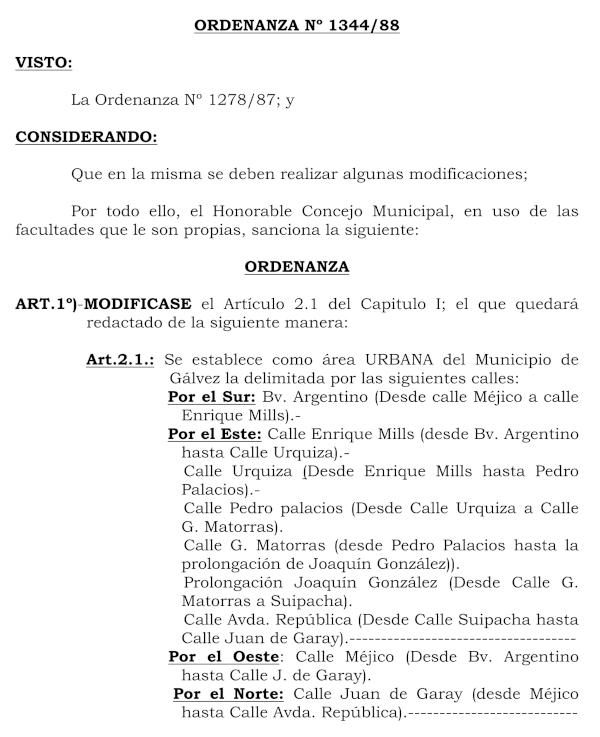 ORDENANZA Nº 1344/88
VISTO:
La Ordenanza Nº 1278/87; y
CONSIDERANDO:
Que en la misma se deben realizar algunas modificaciones;
Por todo ello, el Honorable Concejo Municipal, en uso de las
facultades que le son propias, sanciona la siguiente:
ORDENANZA
ART.1º)-MODIFICASE el Artículo 2.1 del Capitulo I; el que quedará
redactado de la siguiente manera:
Art.2.1.: Se establece como área URBANA del Municipio de
Gálvez la delimitada por las siguientes calles:
Por el Sur: Bv. Argentino (Desde calle Méjico a calle
Enrique Mills).-
Por el Este: Calle Enrique Mills (desde Bv. Argentino
hasta Calle Urquiza).-
Calle Urquiza (Desde Enrique Mills hasta Pedro
Palacios).-
Calle Pedro palacios (Desde Calle Urquiza a Calle
G. Matorras).
Calle G. Matorras (desde Pedro Palacios hasta la
prolongación de Joaquín González)).
Prolongación Joaquín González (Desde Calle G.
Matorras a Suipacha).
Calle Avda. República (Desde Calle Suipacha hasta
Calle Juan de Garay).------------------------------------
Por el Oeste: Calle Méjico (Desde Bv. Argentino
hasta Calle J. de Garay).
Por el Norte: Calle Juan de Garay (desde Méjico
hasta Calle Avda. República).---------------------------